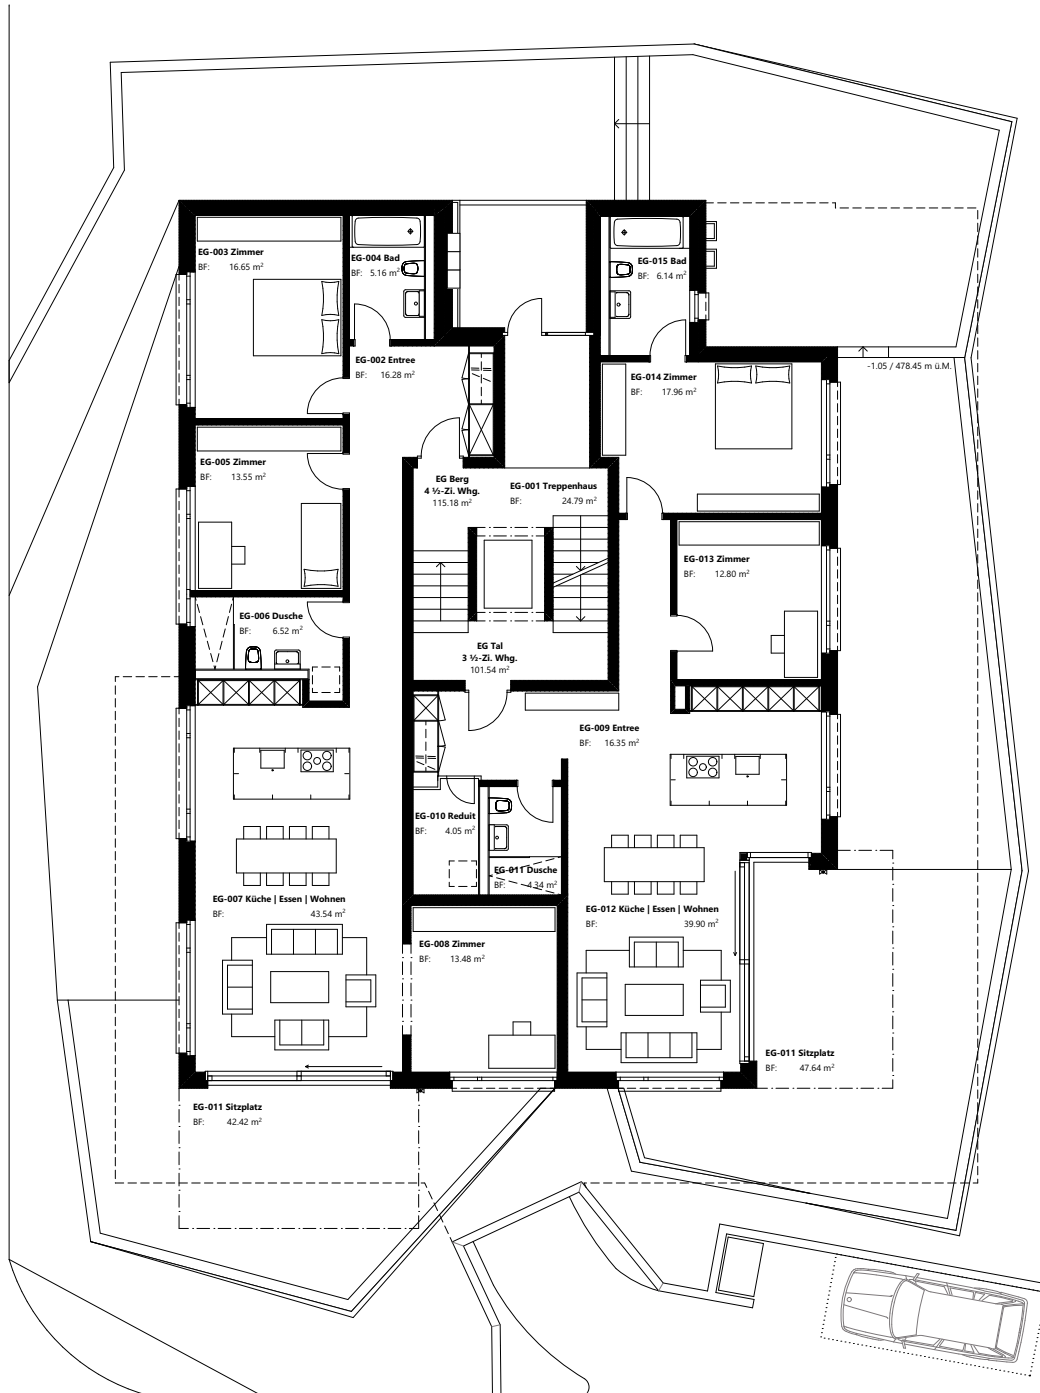 EG-003 Zimmer
BF: 16.65 m²
EG-004 Bad
BF: 5.16 m²
EG-015 Bad
BF: 6.14 m²
EG-002 Entree
BF: 16.28 m²
-1.05 / 478.45 m ü.M.
EG-014 Zimmer
BF: 17.96 m²
EG-005 Zimmer
BF: 13.55 m²
EG Berg
4 ½-Zi. Whg.
115.18 m²
EG-001 Treppenhaus
BF: 24.79 m²
EG-013 Zimmer
BF: 12.80 m²
EG-006 Dusche
BF: 6.52 m²
EG Tal
3 ½-Zi. Whg.
101.54 m²
EG-009 Entree
BF: 16.35 m²
EG-010 Reduit
BF: 4.05 m²
EG-011 Dusche
BF: 4.34 m²
EG-007 Küche | Essen | Wohnen
BF: 43.54 m²
EG-012 Küche | Essen | Wohnen
BF: 39.90 m²
EG-008 Zimmer
BF: 13.48 m²
EG-011 Sitzplatz
BF: 47.64 m²
EG-011 Sitzplatz
BF: 42.42 m²